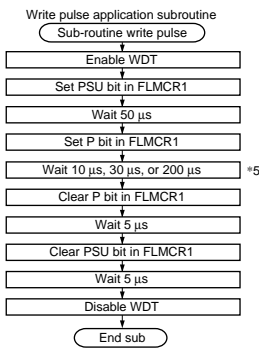 Write pulse application subroutine
Sub-routine write pulse
Enable WDT
Set PSU bit in FLMCR1
Wait 50 µs
Set P bit in FLMCR1
Wait 10 µs, 30 µs, or 200 µs *5
Clear P bit in FLMCR1
Wait 5 µs
Clear PSU bit in FLMCR1
Wait 5 µs
Disable WDT
End sub